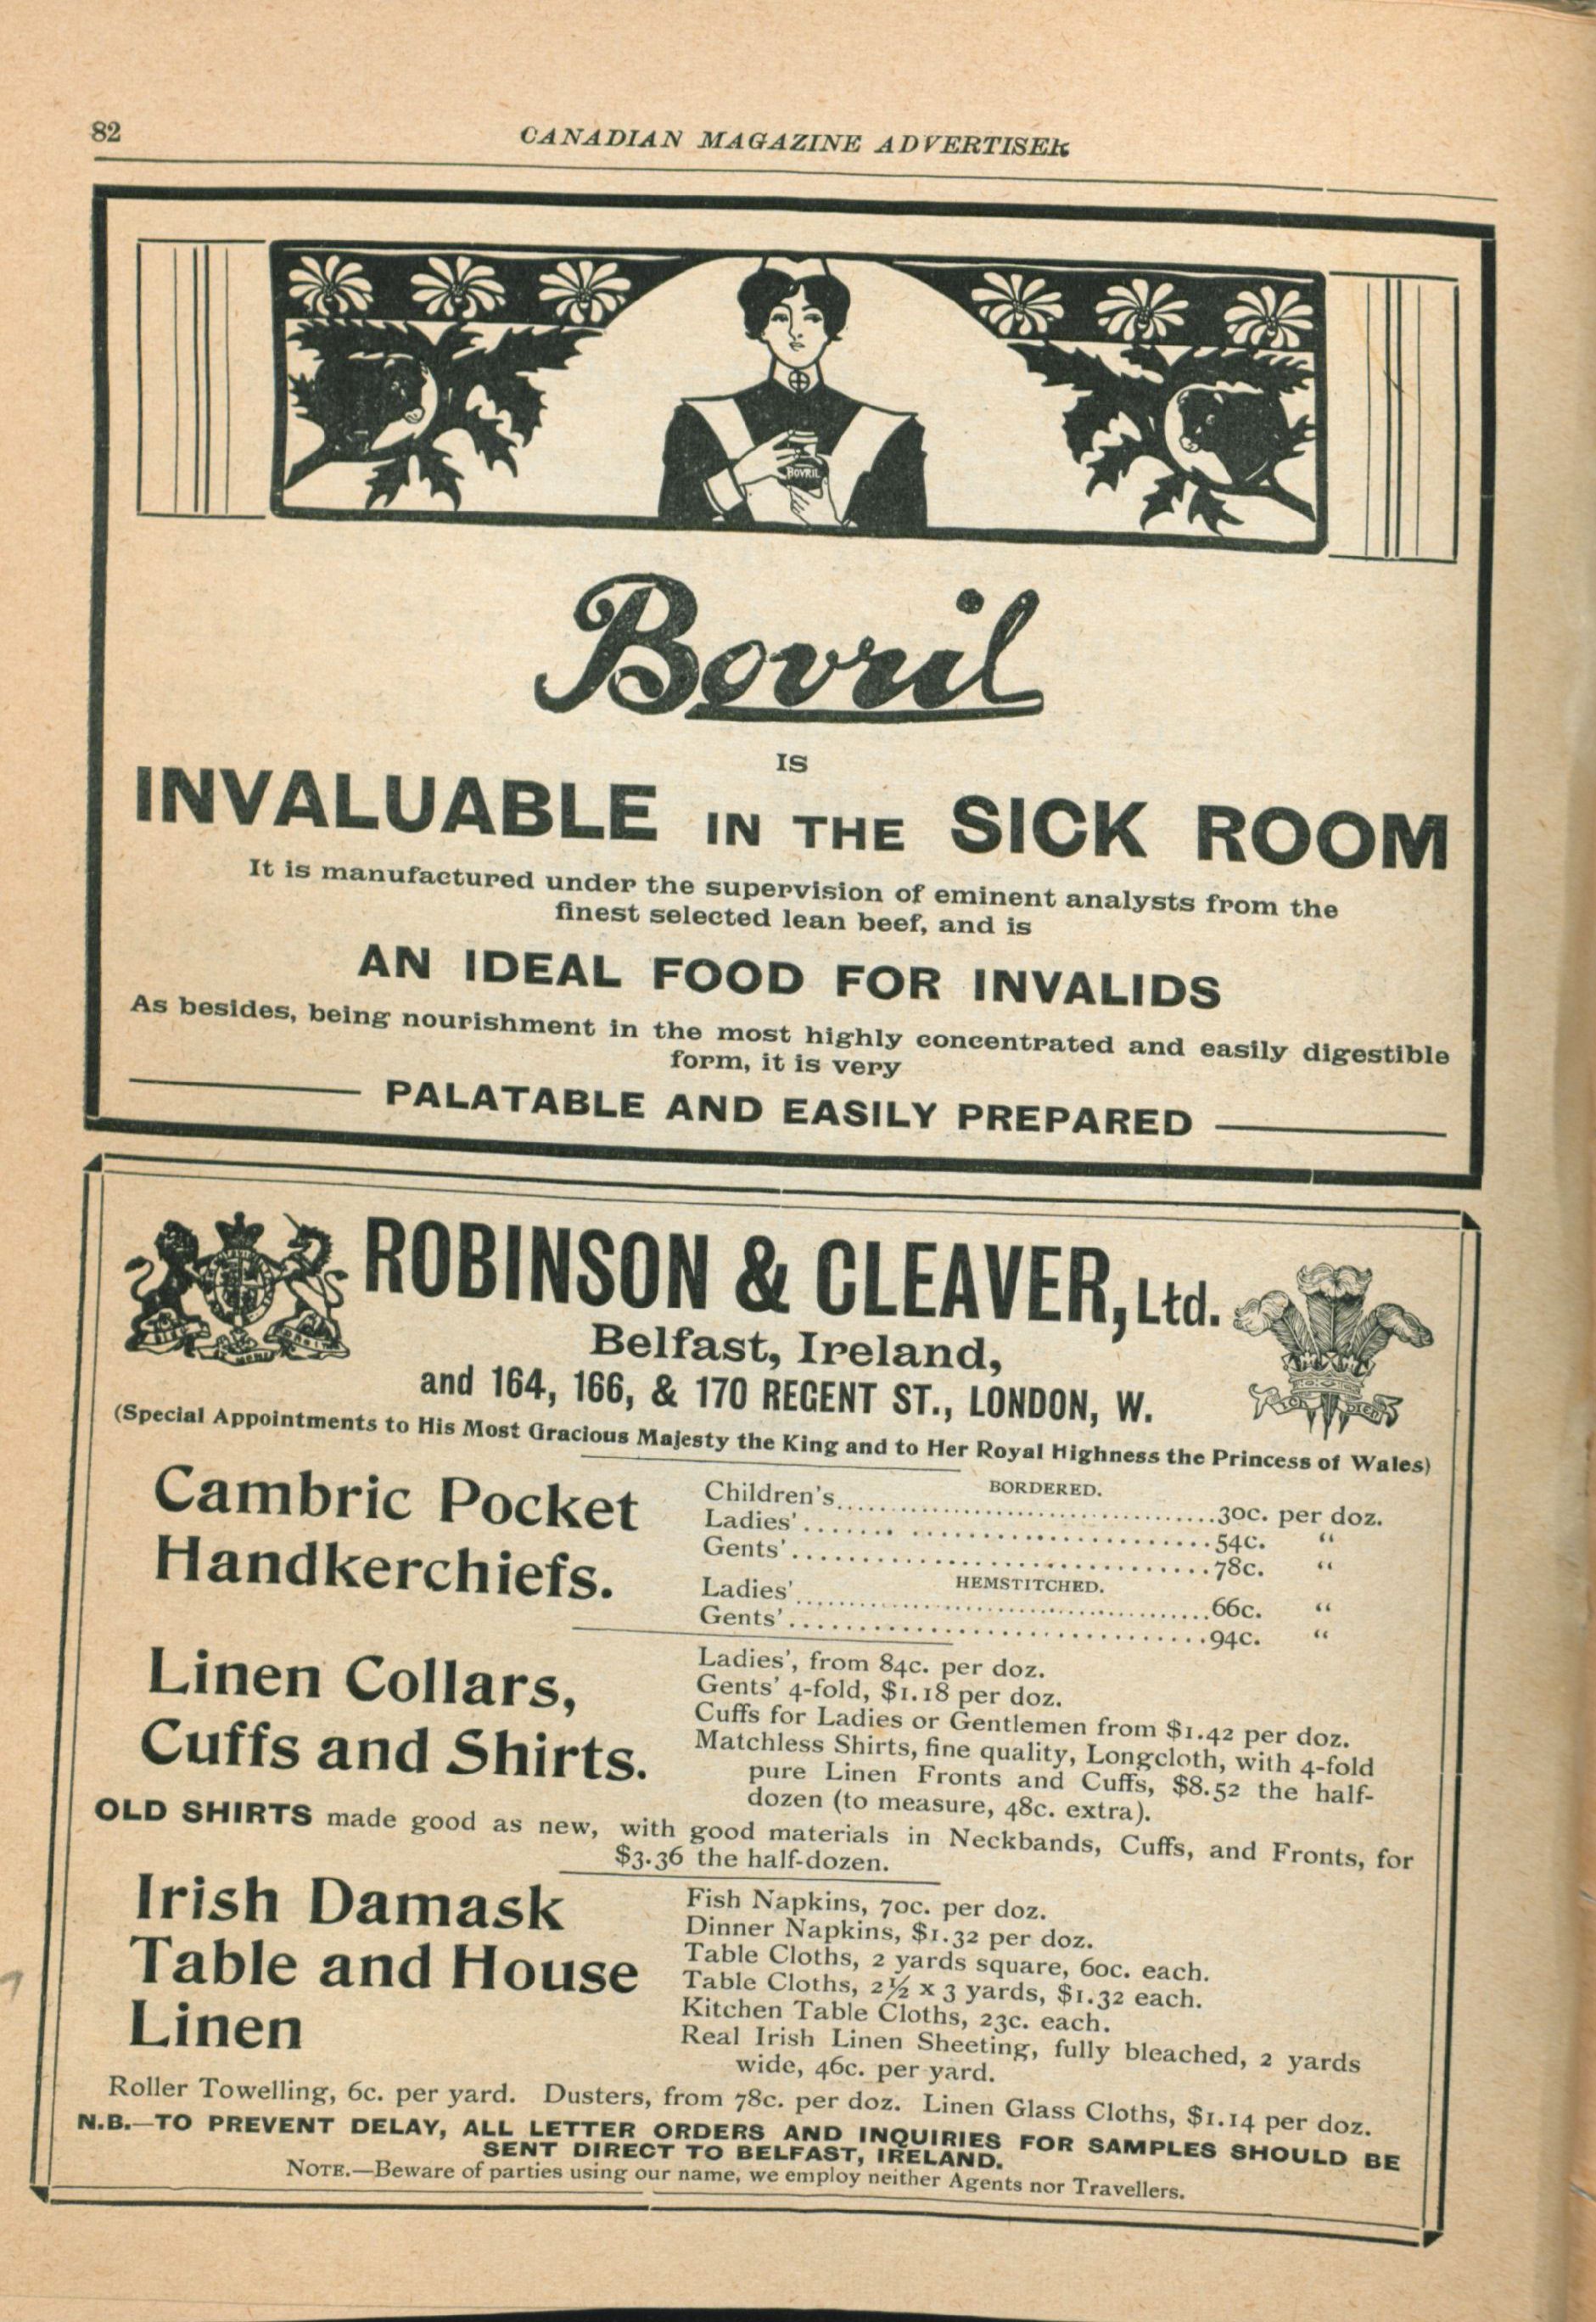 82
CANADIAN MAGAZINE ADVERTISER
BOVRIL
Bovril
IS
INVALUABLE IN THE SICK ROOM
It is manufactured under the supervision of eminent analysts from the
finest selected lean beef, and is
AN IDEAL FOOD FOR INVALIDS
As besides, being nourishment in the most highly concentrated and easily digestible
form, it is very
PALATABLE AND EASILY PREPARED
ROBINSON & CLEAVER, Ltd.
Belfast, Ireland,
and 164, 166, & 170 REGENT ST., LONDON, W.
(Special Appointments to His Most Gracious Majesty the King and to Her Royal Highness the Princess of Wales)
Cambric Pocket
Handkerchiefs.
BORDERED.
Children's.......................................30c. per doz.
Ladies'.......................................54c. "
Gents'.......................................78c. "
HEMSTITCHED.
Ladies'.......................................66c. "
Gents'.......................................94c. "
Linen Collars,
Cuffs and Shirts.
Ladies', from 84c. per doz.
Gents' 4-fold, $1.18 per doz.
Cuffs for Ladies or Gentlemen from $1.42 per doz.
Matchless Shirts, fine quality, Longcloth, with 4-fold
pure Linen Fronts and Cuffs, $8.52 the half-
dozen (to measure, 48c. extra).
OLD SHIRTS made good as new, with good materials in Neckbands, Cuffs, and Fronts, for
$3.36 the half-dozen.
Irish Damask
Table and House
Linen
Fish Napkins, 70c. per doz.
Dinner Napkins, $1.32 per doz.
Table Cloths, 2 yards square, 60c. each.
Table Cloths, 2½ x 3 yards, $1.32 each.
Kitchen Table Cloths, 23c. each.
Real Irish Linen Sheeting, fully bleached, 2 yards
wide, 46c. per yard.
Roller Towelling, 6c. per yard. Dusters, from 78c. per doz. Linen Glass Cloths, $1.14 per doz.
N.B.—TO PREVENT DELAY, ALL LETTER ORDERS AND INQUIRIES FOR SAMPLES SHOULD BE
SENT DIRECT TO BELFAST, IRELAND.
NOTE.—Beware of parties using our name, we employ neither Agents nor Travellers.